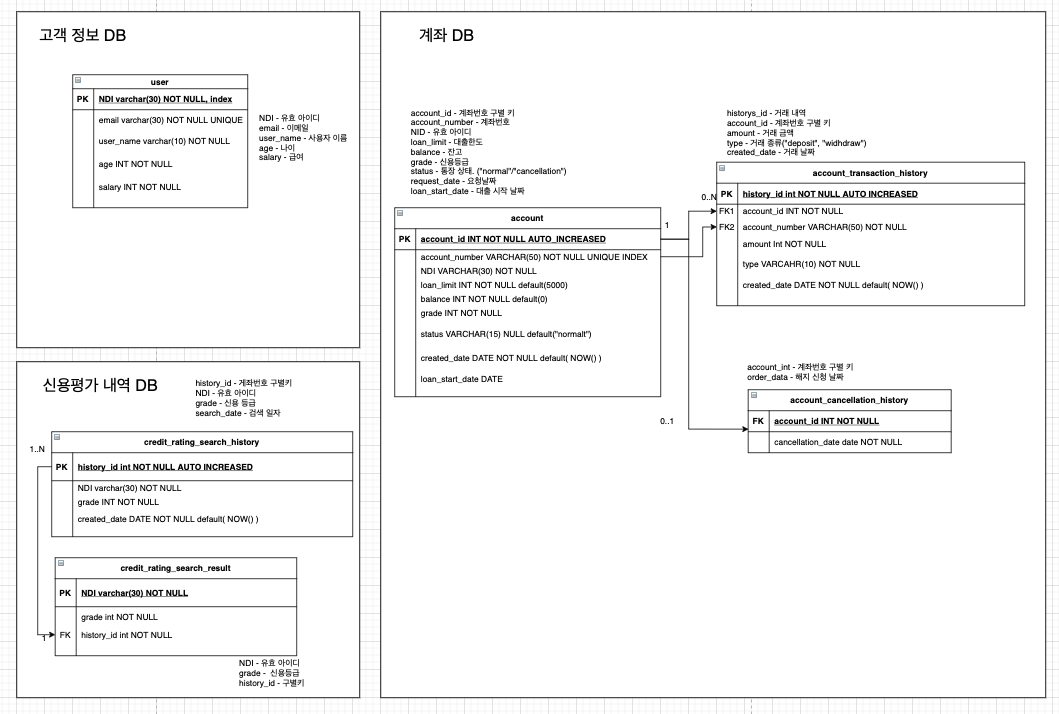 고객 정보 DB
user
PK NDI varchar(30) NOT NULL, index
email varchar(30) NOT NULL UNIQUE
user_name varchar(10) NOT NULL
age INT NOT NULL
salary INT NOT NULL
NDI - 유효 아이디
email - 이메일
user_name - 사용자 이름
age - 나이
salary - 급여
신용평가 내역 DB
history_id - 게좌번호 구별키
NDI - 유효 아이디
grade - 신용 등급
search_date - 검색 일자
1..N
credit_rating_search_history
PK history_id int NOT NULL AUTO INCREASED
NDI varchar(30) NOT NULL
grade INT NOT NULL
created_date DATE NOT NULL default( NOW() )
credit_rating_search_result
PK NDI varchar(30) NOT NULL
grade int NOT NULL
1
FK history_id int NOT NULL
NDI - 유효 아이디
grade - 신용등급
history_id - 구별키
계좌 DB
account_id - 계좌번호 구별 키
account_number - 계좌번호
NID - 유효 아이디
loan_limit - 대출한도
balance - 잔고
grade - 신용등급
status - 통장 상태. ("normal"/"cancellation")
request_date - 요청날짜
loan_start_date - 대출 시작 날짜
account
PK account_id INT NOT NULL AUTO_INCREASED
account_number VARCHAR(50) NOT NULL UNIQUE INDEX
NDI VARCHAR(30) NOT NULL
loan_limit INT NOT NULL default(5000)
balance INT NOT NULL default(0)
grade INT NOT NULL
status VARCHAR(15) NULL default("normalt")
created_date DATE NOT NULL default( NOW() )
loan_start_date DATE
1
0..N
0..1
historys_id - 거래 내역
account_id - 계좌번호 구별 키
amount - 거래 금액
type - 거래 종류("deposit", "widhdraw")
created_date - 거래 날짜
account_transaction_history
PK history_id int NOT NULL AUTO INCREASED
FK1 account_id INT NOT NULL
FK2 account_number VARCHAR(50) NOT NULL
amount Int NOT NULL
type VARCAHR(10) NOT NULL
created_date DATE NOT NULL default( NOW() )
account_int - 계좌번호 구별 키
order_data - 해지 신청 날짜
account_cancellation_history
FK account_id INT NOT NULL
cancellation_date date NOT NULL